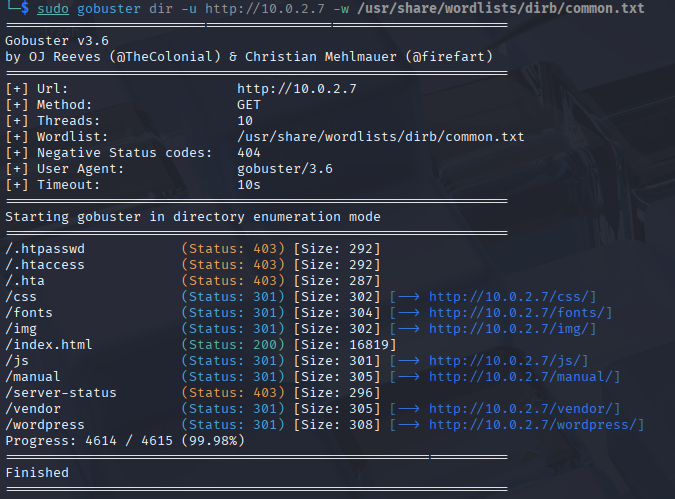 └─$ sudo gobuster dir -u http://10.0.2.7 -w /usr/share/wordlists/dirb/common.txt
===============================================================
Gobuster v3.6
by OJ Reeves (@TheColonial) & Christian Mehlmauer (@firefart)
===============================================================
[+] Url:                     http://10.0.2.7
[+] Method:                  GET
[+] Threads:                 10
[+] Wordlist:                /usr/share/wordlists/dirb/common.txt
[+] Negative Status codes:   404
[+] User Agent:              gobuster/3.6
[+] Timeout:                 10s
===============================================================
Starting gobuster in directory enumeration mode
===============================================================
/.htpasswd            (Status: 403) [Size: 292]
/.htaccess            (Status: 403) [Size: 292]
/.hta                 (Status: 403) [Size: 287]
/css                  (Status: 301) [Size: 302] [--> http://10.0.2.7/css/]
/fonts                (Status: 301) [Size: 304] [--> http://10.0.2.7/fonts/]
/img                  (Status: 301) [Size: 302] [--> http://10.0.2.7/img/]
/index.html           (Status: 200) [Size: 16819]
/js                   (Status: 301) [Size: 301] [--> http://10.0.2.7/js/]
/manual               (Status: 301) [Size: 305] [--> http://10.0.2.7/manual/]
/server-status        (Status: 403) [Size: 296]
/vendor               (Status: 301) [Size: 305] [--> http://10.0.2.7/vendor/]
/wordpress            (Status: 301) [Size: 308] [--> http://10.0.2.7/wordpress/]
Progress: 4614 / 4615 (99.98%)
===============================================================
Finished
===============================================================